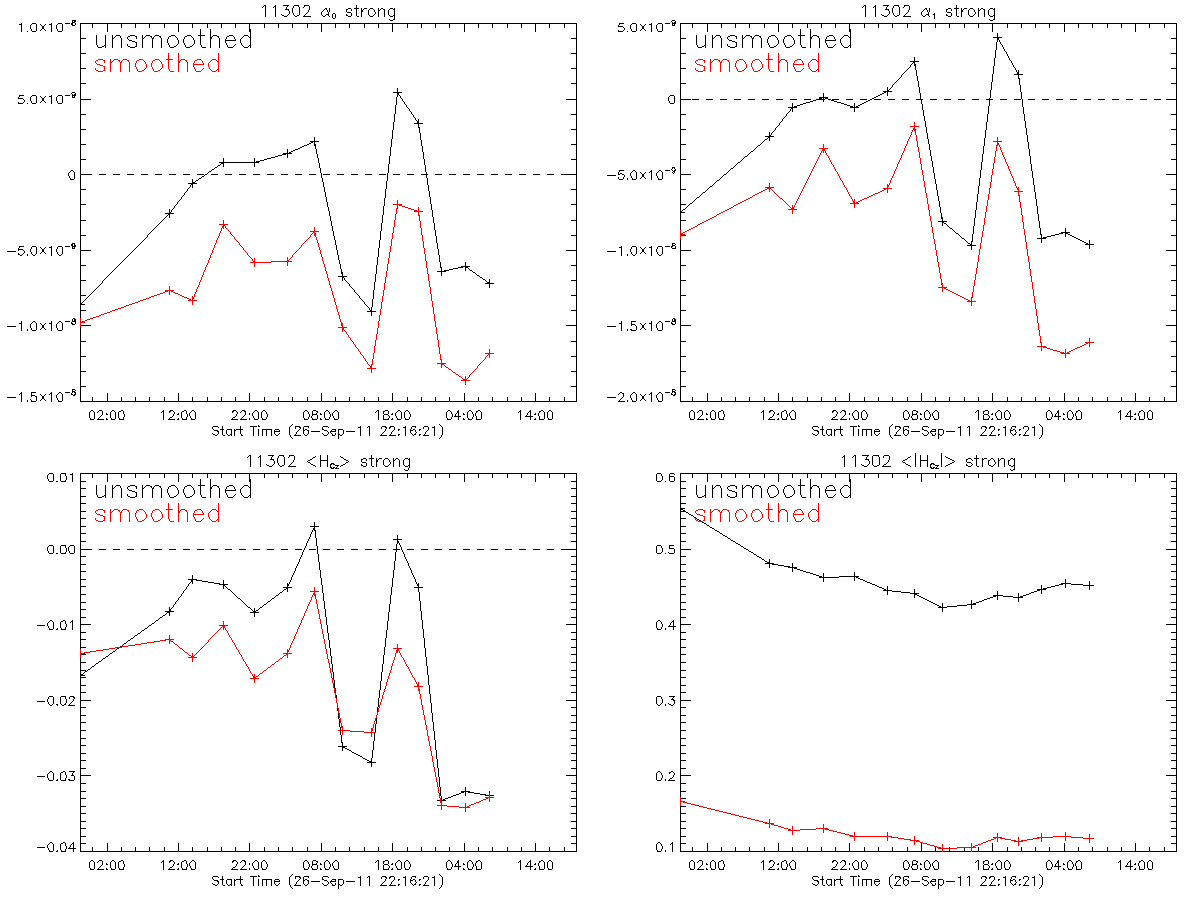 11302 α₀ strong
1.0×10⁻⁸
unsmoothed
smoothed
5.0×10⁻⁹
0
−5.0×10⁻⁹
−1.0×10⁻⁸
−1.5×10⁻⁸
02:00 12:00 22:00 08:00 18:00 04:00 14:00
Start Time (26−Sep−11 22:16:21)
11302 α₁ strong
5.0×10⁻⁹
unsmoothed
smoothed
0
−5.0×10⁻⁹
−1.0×10⁻⁸
−1.5×10⁻⁸
−2.0×10⁻⁸
02:00 12:00 22:00 08:00 18:00 04:00 14:00
Start Time (26−Sep−11 22:16:21)
11302 <H_Cz> strong
0.01
unsmoothed
smoothed
0.00
−0.01
−0.02
−0.03
−0.04
02:00 12:00 22:00 08:00 18:00 04:00 14:00
Start Time (26−Sep−11 22:16:21)
11302 <|H_Cz|> strong
0.6
unsmoothed
smoothed
0.5
0.4
0.3
0.2
0.1
02:00 12:00 22:00 08:00 18:00 04:00 14:00
Start Time (26−Sep−11 22:16:21)